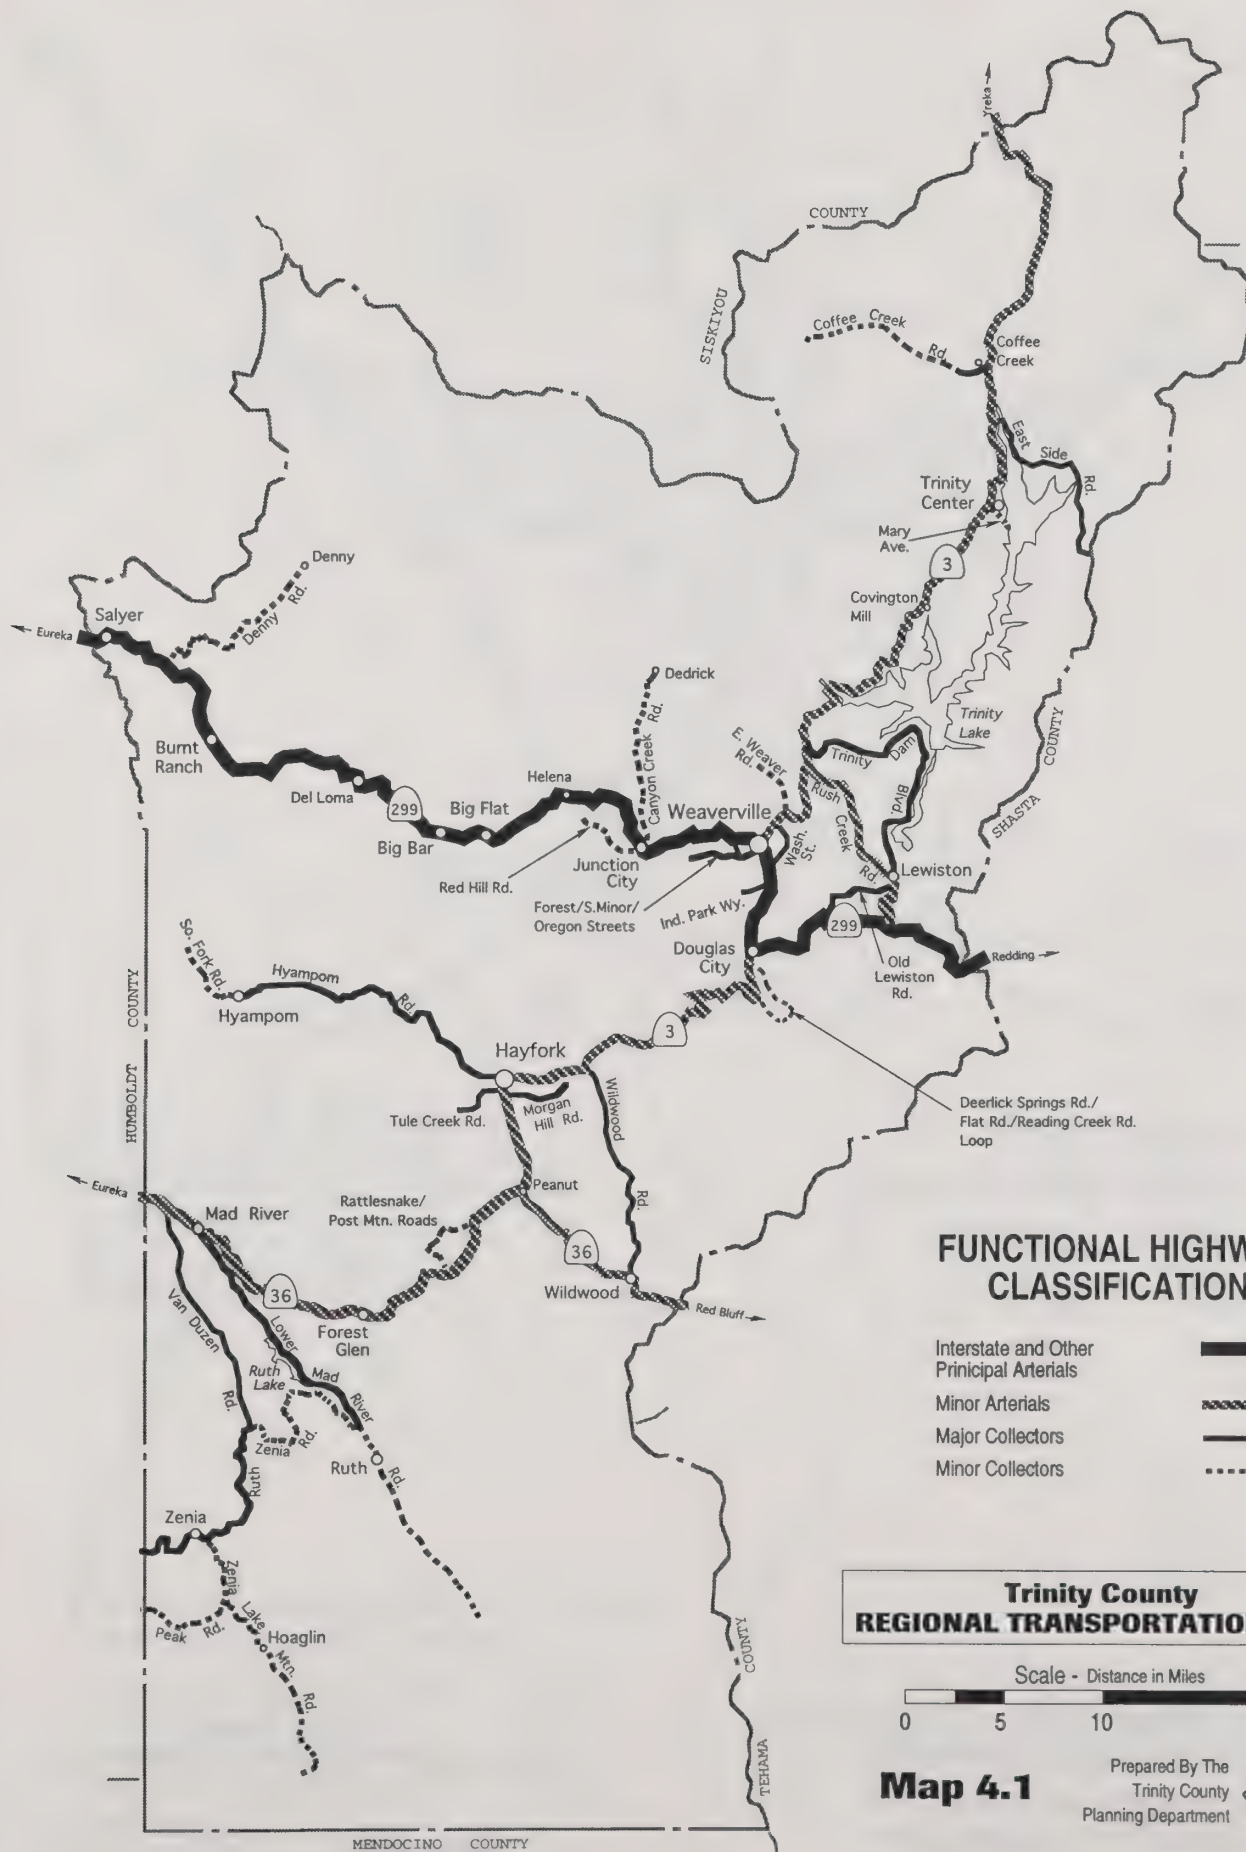 Yreka
COUNTY
SISKIYOU
Coffee Creek
Rd.
Coffee
Creek
East
Side
Rd.
Trinity
Center
Mary
Ave.
3
Denny
Denny Rd.
Covington
Mill
Salyer
Eureka
Dedrick
Canyon Creek Rd.
Trinity
Lake
COUNTY
SHASTA
E. Weaver
Rd.
Trinity Dam
Blvd.
Burnt
Ranch
Del Loma
299
Helena
Big Flat
Big Bar
Weaverville
Rush
Creek
Rd.
Wash.
St.
Lewiston
Junction
City
Red Hill Rd.
Forest/S.Minor/
Oregon Streets
Ind. Park Wy.
299
Douglas
City
Old
Lewiston
Rd.
Redding
So. Fork Rd.
Hyampom
Rd.
Hyampom
HUMBOLDT COUNTY
3
Hayfork
Wildwood
Rd.
Tule Creek Rd.
Morgan
Hill Rd.
Deerlick Springs Rd./
Flat Rd./Reading Creek Rd.
Loop
Eureka
Mad River
Rattlesnake/
Post Mtn. Roads
Peanut
36
Wildwood
Red Bluff
36
Forest
Glen
Van Duzen
Rd.
Lower
Mad
River
Rd.
Ruth
Lake
Zenia
Rd.
Ruth
Ruth
Zenia
Zenia
Lake
Mtn.
Rd.
Peak Rd.
Hoaglin
FUNCTIONAL HIGHW
CLASSIFICATION
Interstate and Other
Prinicipal Arterials
Minor Arterials
Major Collectors
Minor Collectors
Trinity County
REGIONAL TRANSPORTATIO
Scale - Distance in Miles
0 5 10
Map 4.1
Prepared By The
Trinity County
Planning Department
COUNTY
TEHAMA
MENDOCINO COUNTY